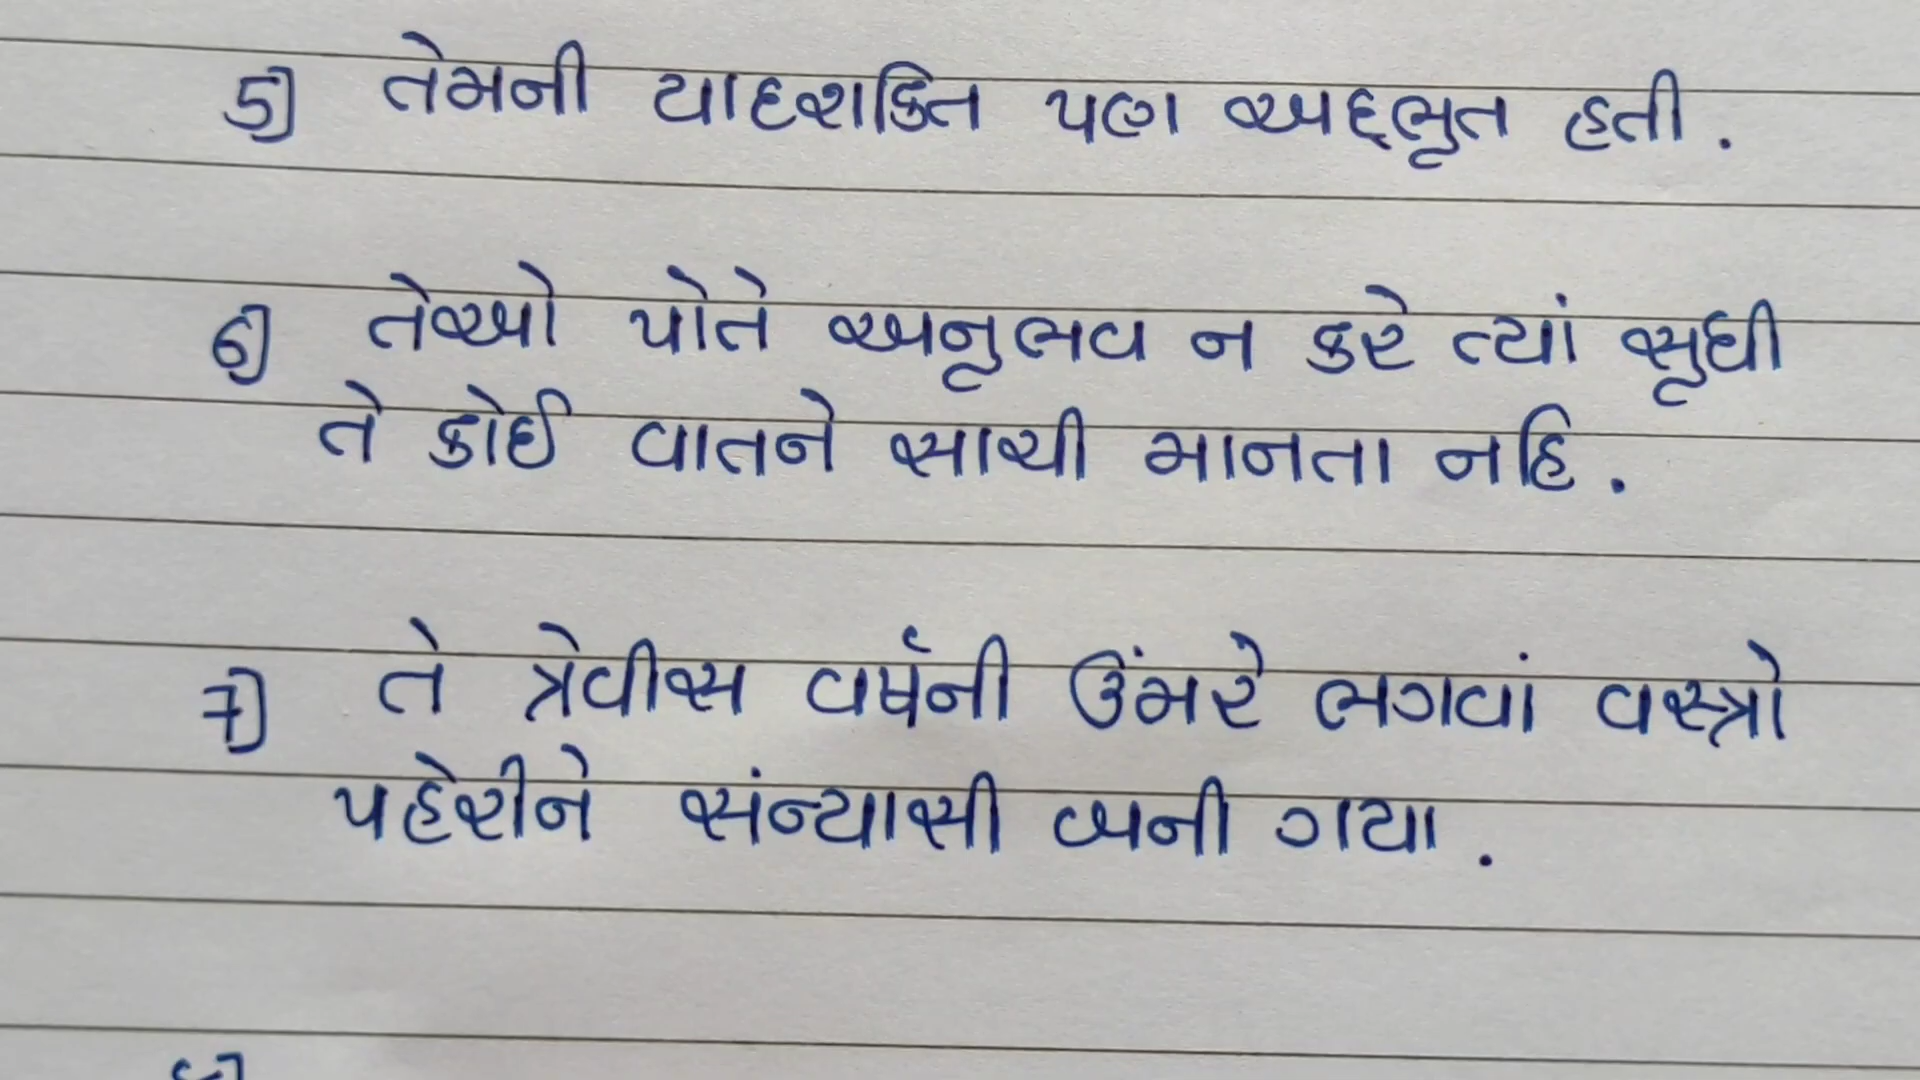 5) તેમની યાદશકિત પણ અદ્દભુત હતી.
6) તેઓ પોતે અનુભવ ન કરે ત્યાં સુધી
તે કોઈ વાતને સાચી માનતા નહિ.
7) તે ત્રેવીસ વર્ષની ઉંમરે ભગવાં વસ્ત્રો
પહેરીને સંન્યાસી બની ગયા.